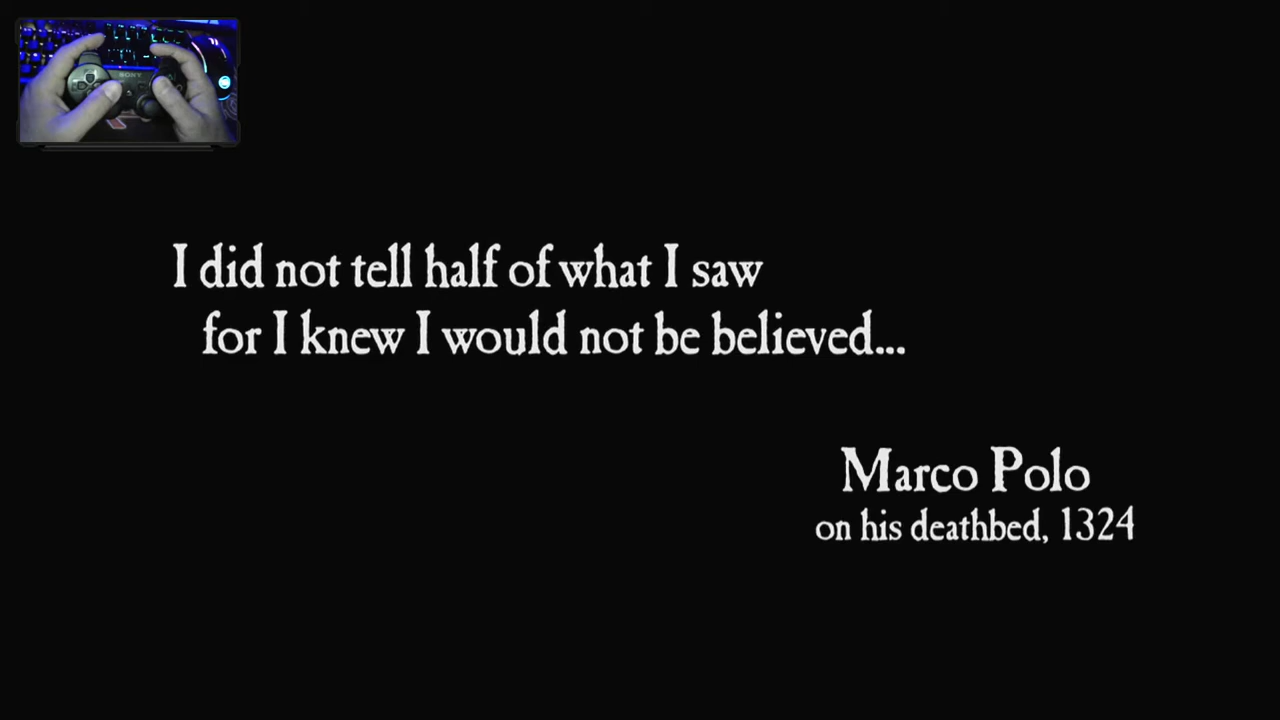 SONY
I did not tell half of what I saw
for I knew I would not be believed...
Marco Polo
on his deathbed, 1324